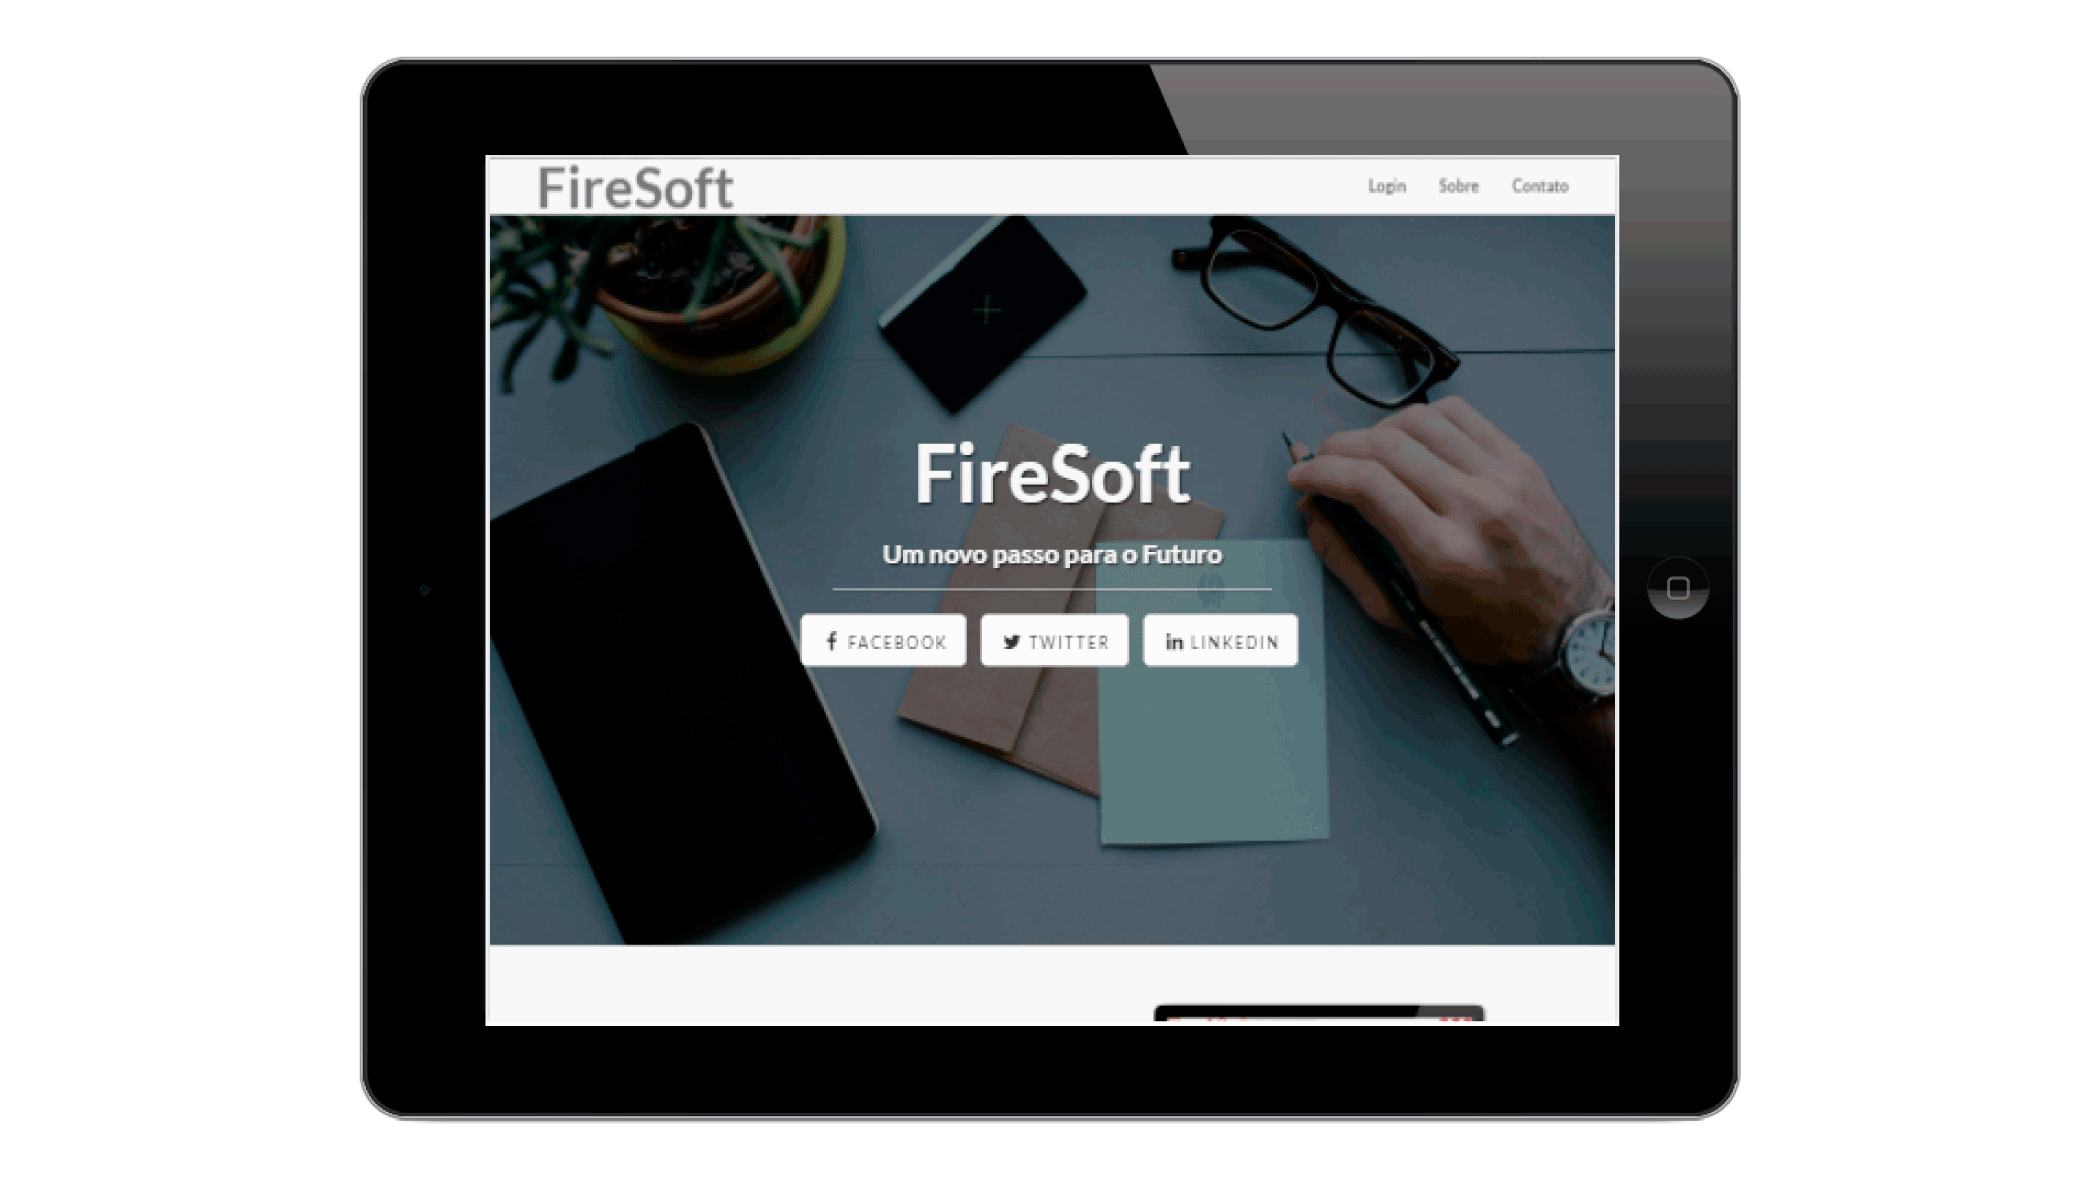 FireSoft
Login Sobre Contato
FireSoft
Um novo passo para o Futuro
FACEBOOK TWITTER LINKEDIN